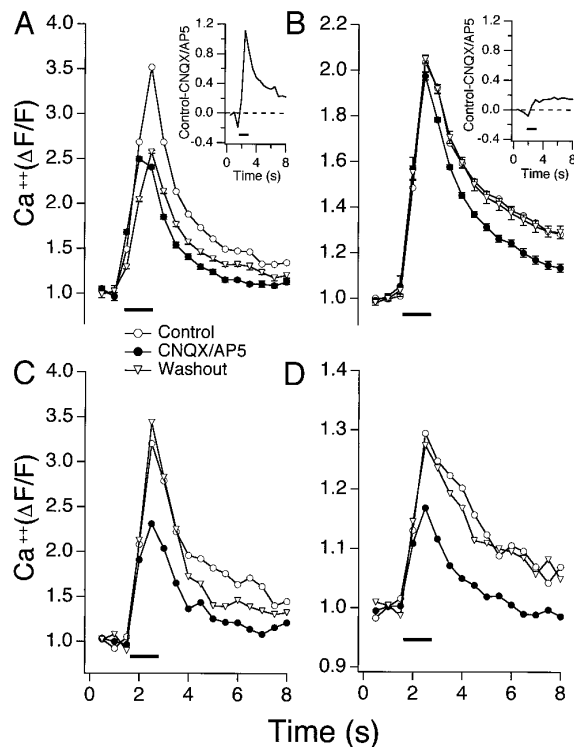 A
Ca++(ΔF/F)
4.0
3.5
3.0
2.5
2.0
1.5
1.0
Control-CNQX/AP5
1.2
0.8
0.4
0.0
-0.4
0 4 8
Time (s)
B
2.2
2.0
1.8
1.6
1.4
1.2
1.0
Control-CNQX/AP5
1.2
0.8
0.4
0.0
-0.4
0 4 8
Time (s)
Control
CNQX/AP5
Washout
C
Ca++(ΔF/F)
4.0
3.5
3.0
2.5
2.0
1.5
1.0
0 2 4 6 8
D
1.4
1.3
1.2
1.1
1.0
0.9
0 2 4 6 8
Time (s)